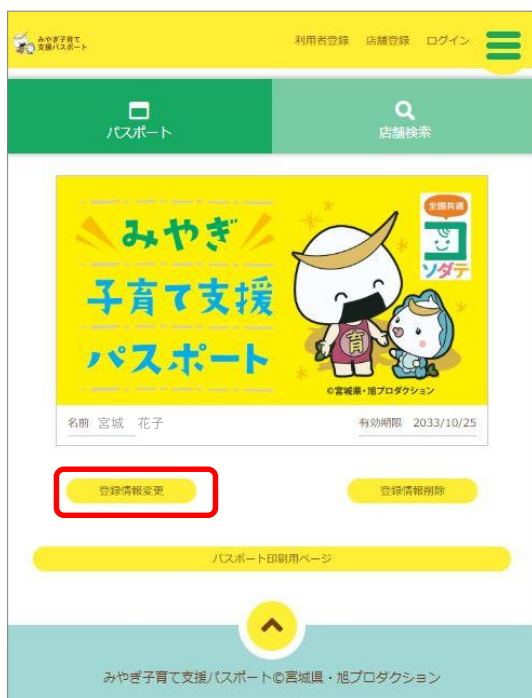 みやぎ子育て
支援パスポート
利用者登録 店舗登録 ログイン
パスポート
店舗検索
みやぎ
子育て支援
パスポート
全国共通
コ
ソダテ
育
©宮城県・旭プロダクション
名前 宮城 花子
有効期限 2033/10/25
登録情報変更
登録情報削除
パスポート印刷用ページ
みやぎ子育て支援パスポート©宮城県・旭プロダクション